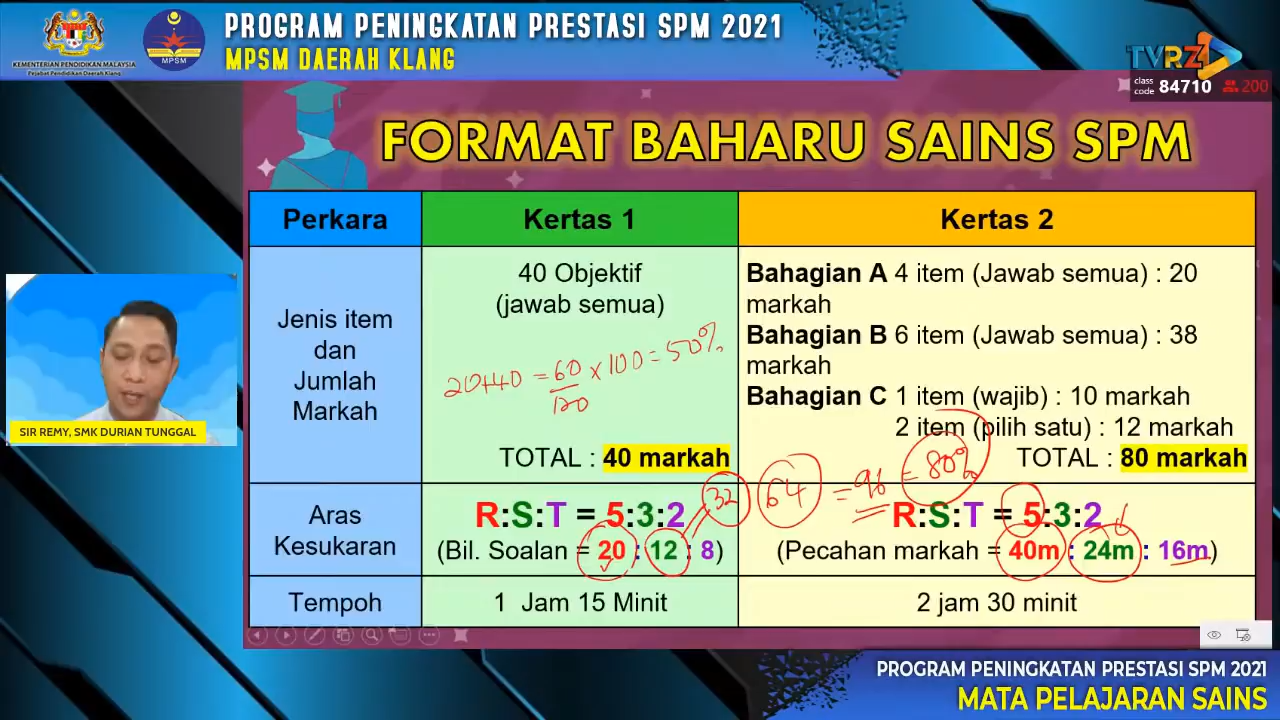 PROGRAM PENINGKATAN PRESTASI SPM 2021
MPSM DAERAH KLANG
KEMENTERIAN PENDIDIKAN MALAYSIA
Pejabat Pendidikan Daerah Klang
MPSM
TVRZ
class code 84710 200
FORMAT BAHARU SAINS SPM
Perkara
Kertas 1
Kertas 2
Jenis item
dan
Jumlah
Markah
40 Objektif
(jawab semua)
20+40 = 60/120 x 100 = 50%
TOTAL : 40 markah
Bahagian A 4 item (Jawab semua) : 20
markah
Bahagian B 6 item (Jawab semua) : 38
markah
Bahagian C 1 item (wajib) : 10 markah
2 item (pilih satu) : 12 markah
TOTAL : 80 markah
32 64 = 96 = 80%
Aras
Kesukaran
R:S:T = 5:3:2
(Bil. Soalan = 20 : 12 : 8)
R:S:T = 5:3:2
(Pecahan markah = 40m : 24m : 16m)
Tempoh
1 Jam 15 Minit
2 jam 30 minit
SIR REMY, SMK DURIAN TUNGGAL
PROGRAM PENINGKATAN PRESTASI SPM 2021
MATA PELAJARAN SAINS